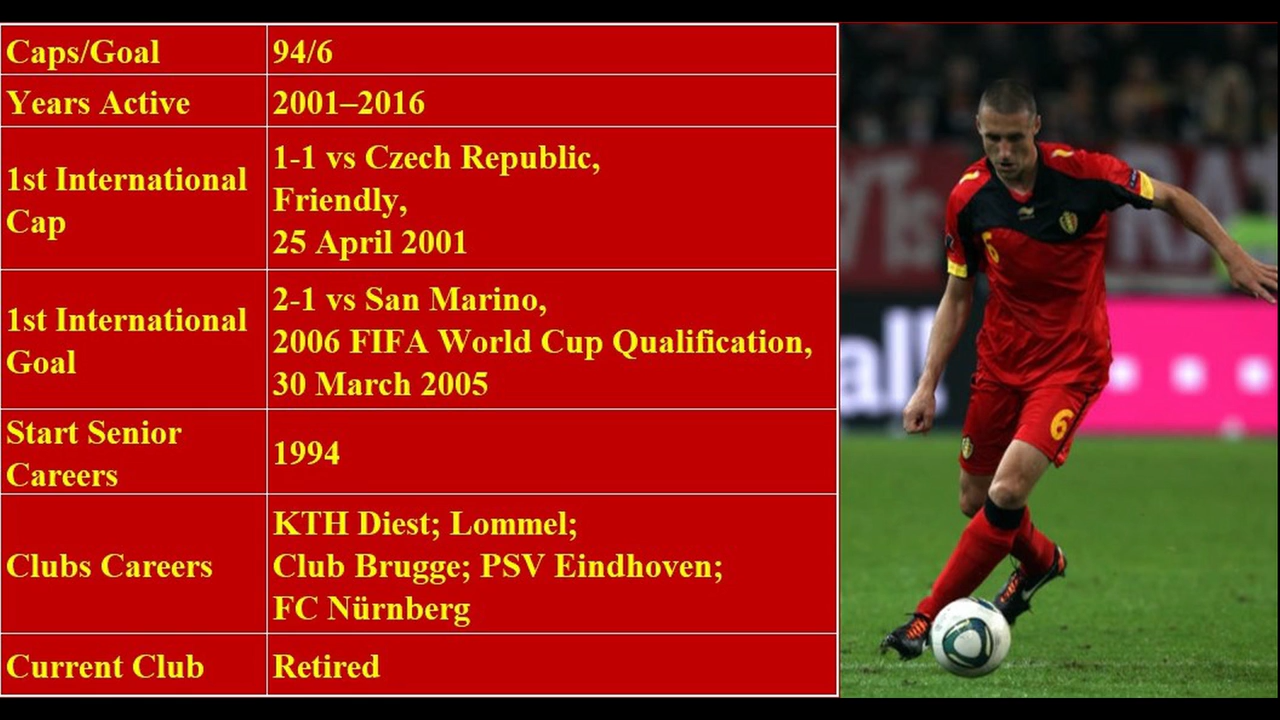 Caps/Goal
94/6
Years Active
2001–2016
1st International
Cap
1-1 vs Czech Republic,
Friendly,
25 April 2001
1st International
Goal
2-1 vs San Marino,
2006 FIFA World Cup Qualification,
30 March 2005
Start Senior
Careers
1994
Clubs Careers
KTH Diest; Lommel;
Club Brugge; PSV Eindhoven;
FC Nürnberg
Current Club
Retired
6
6